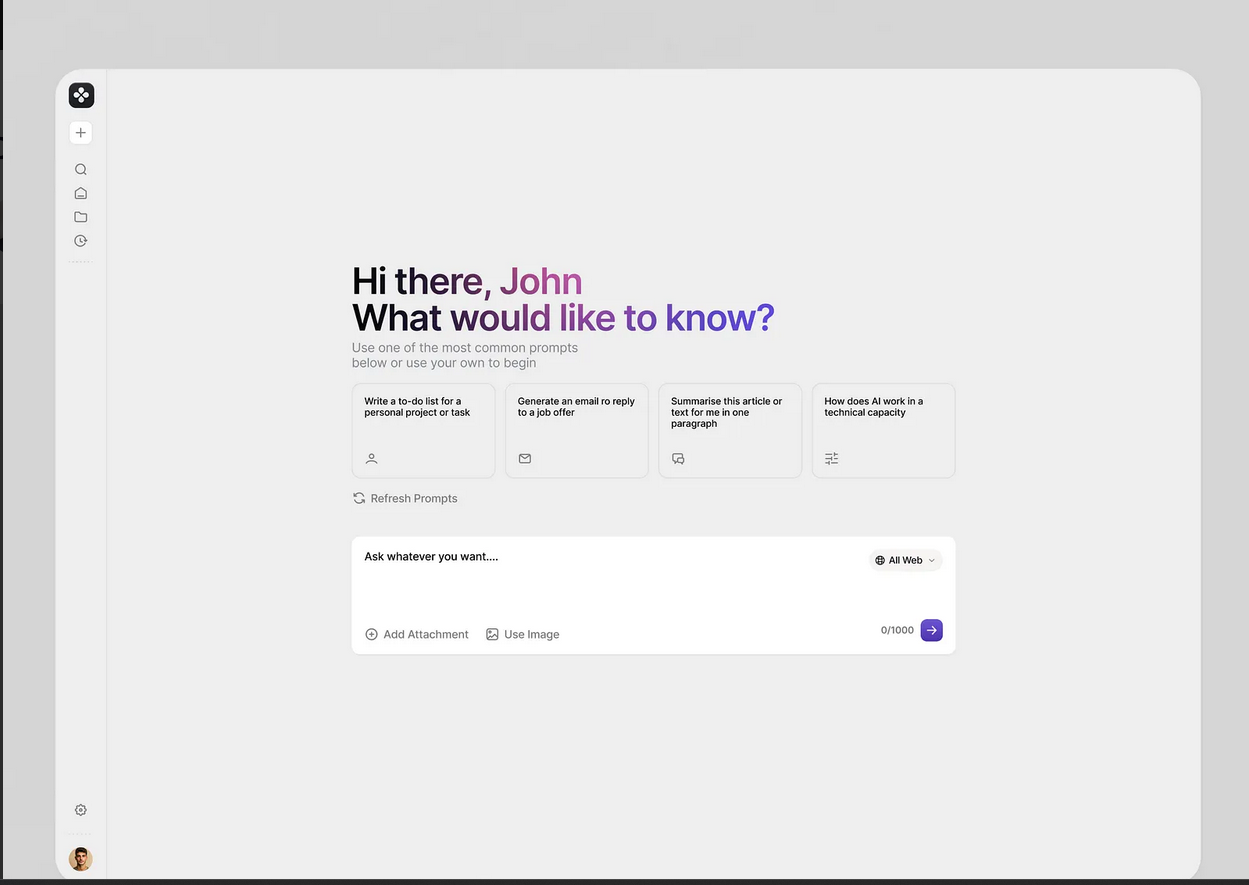 Hi there, John
What would like to know?
Use one of the most common prompts
below or use your own to begin
Write a to-do list for a
personal project or task
Generate an email ro reply
to a job offer
Summarise this article or
text for me in one
paragraph
How does AI work in a
technical capacity
Refresh Prompts
Ask whatever you want....
All Web
Add Attachment
Use Image
0/1000